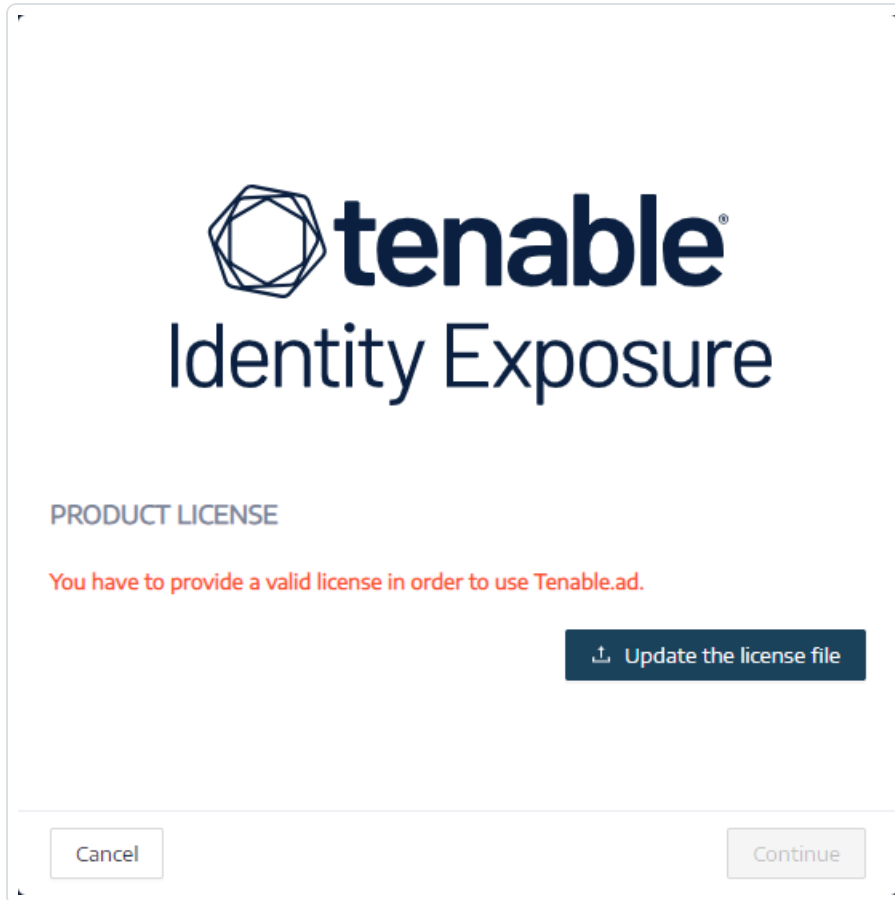 tenable®
Identity Exposure
PRODUCT LICENSE
You have to provide a valid license in order to use Tenable.ad.
Update the license file
Cancel
Continue